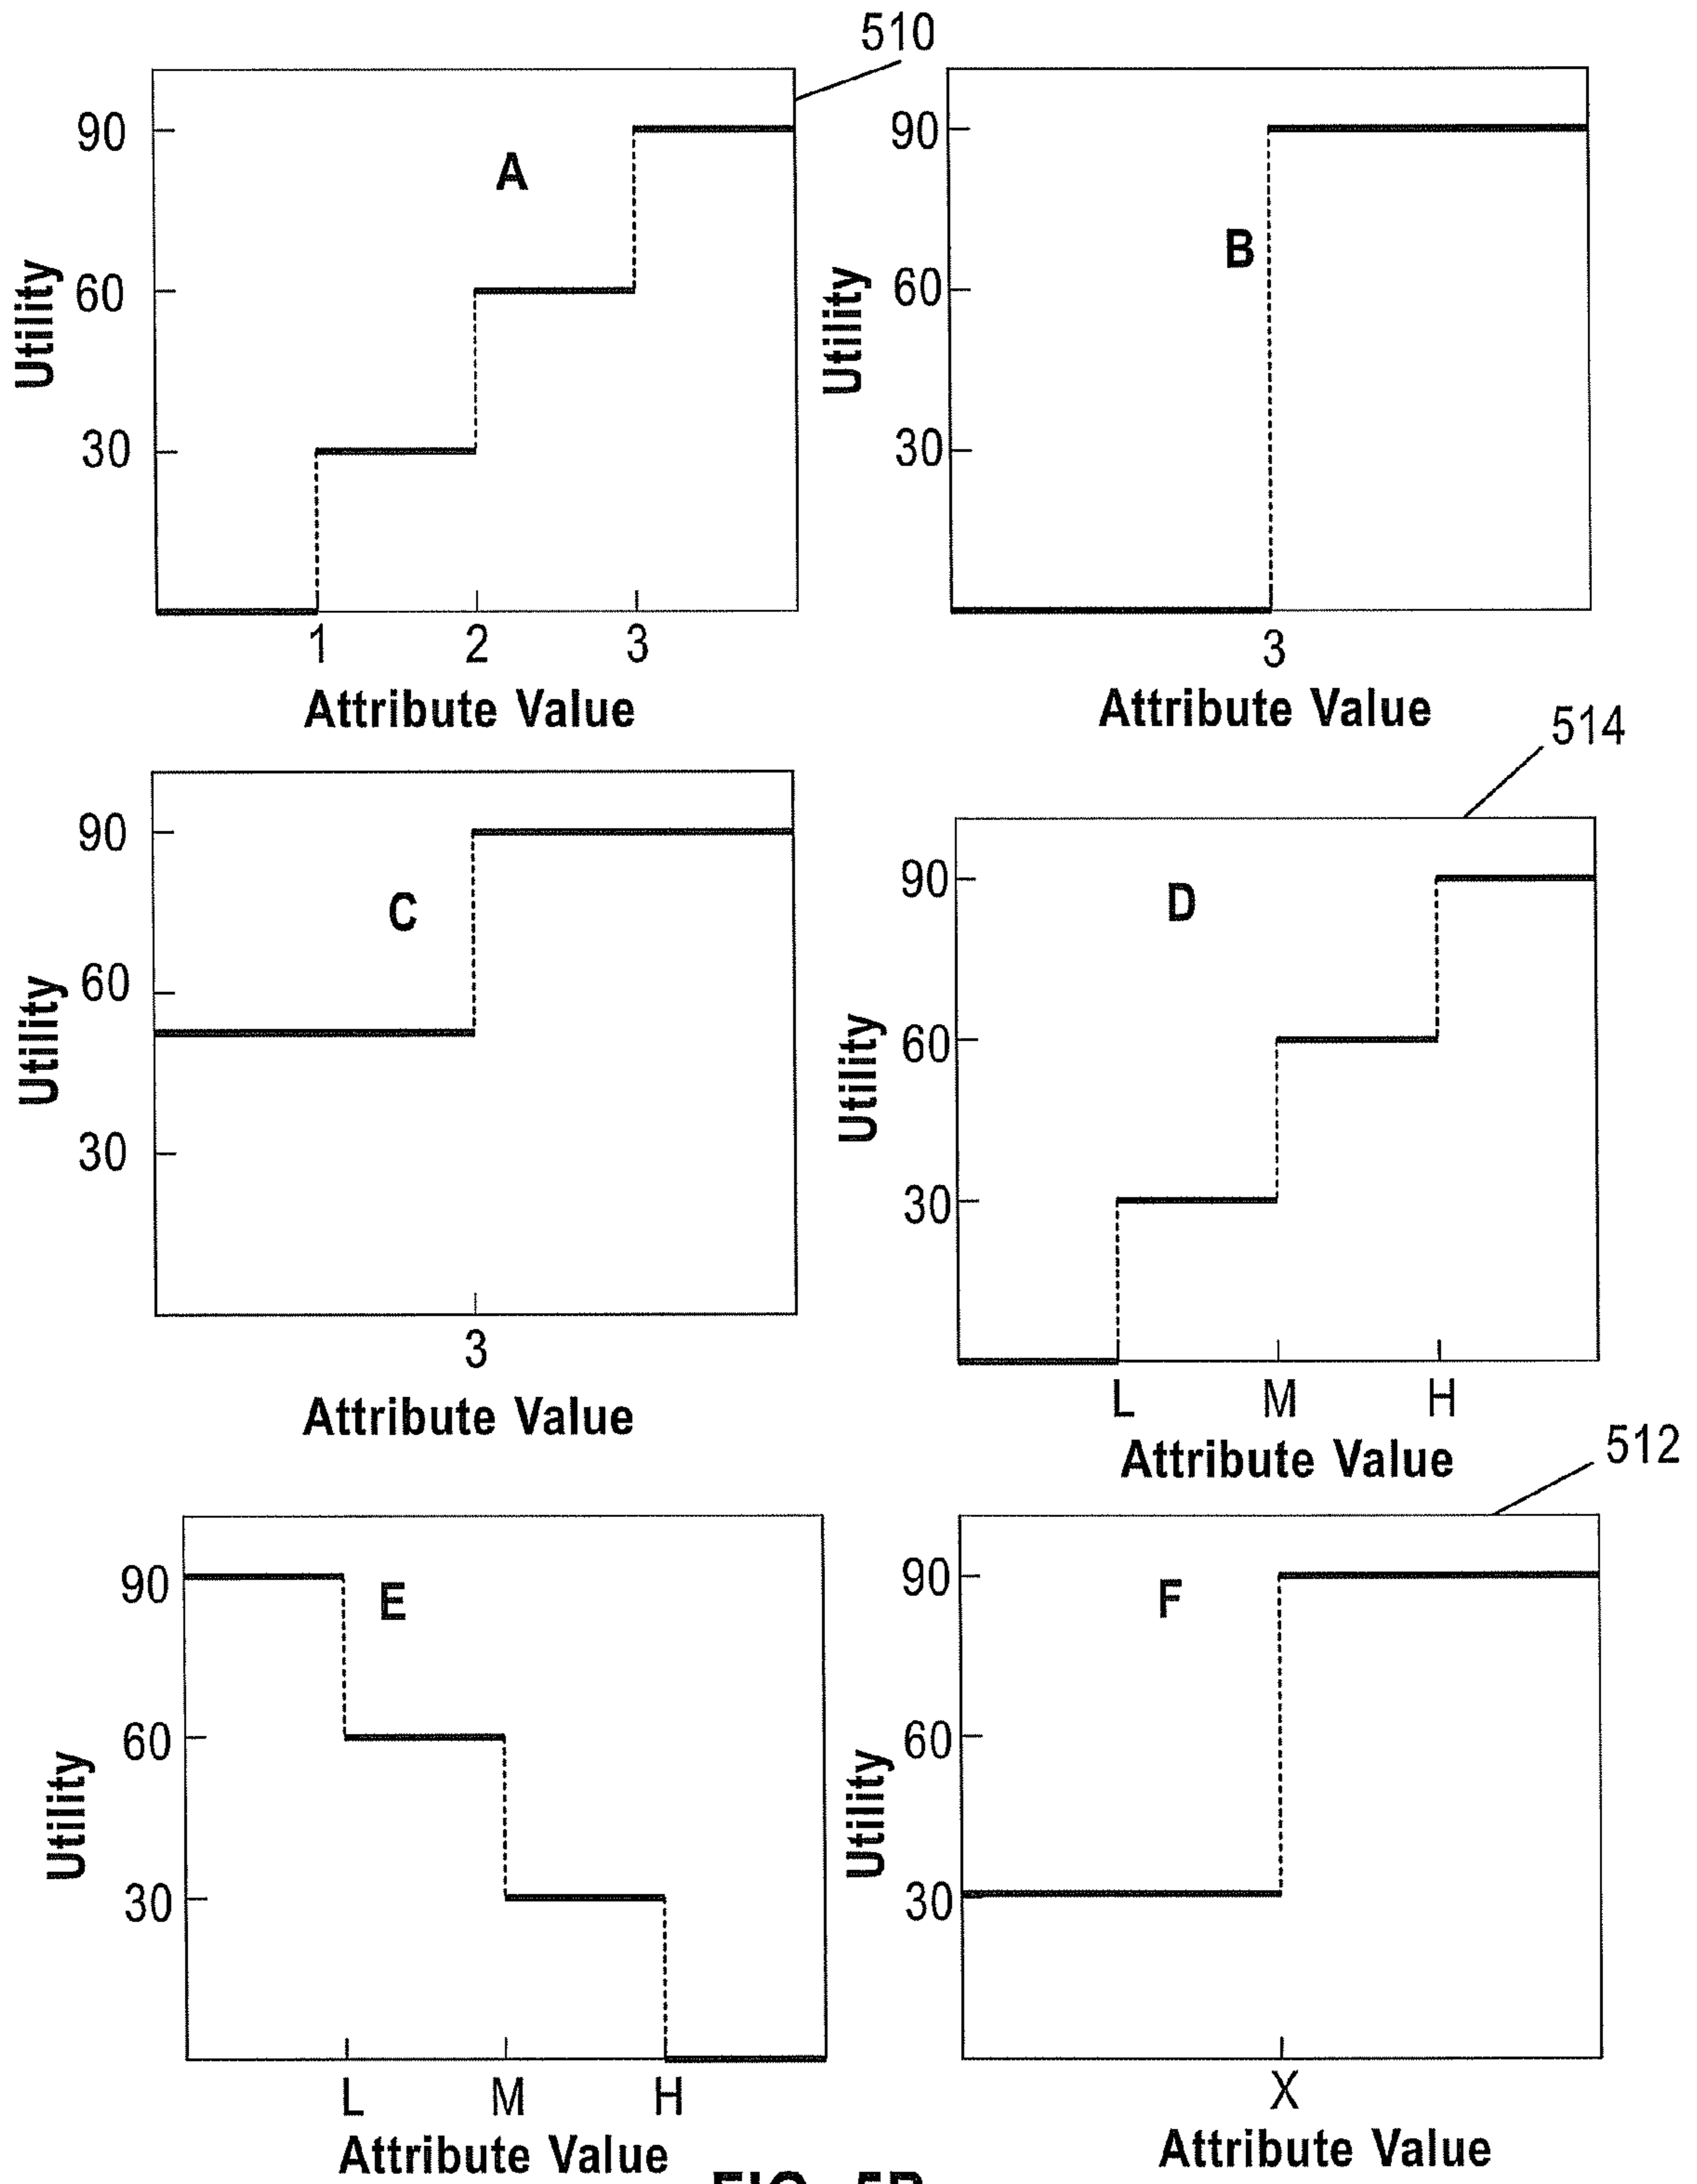 510
90
60
30
A
Utility
1 2 3
Attribute Value
90
60
30
B
Utility
3
Attribute Value
90
60
30
C
Utility
3
Attribute Value
514
90
60
30
D
Utility
L M H
Attribute Value
90
60
30
E
Utility
L M H
Attribute Value
512
90
60
30
F
Utility
X
Attribute Value